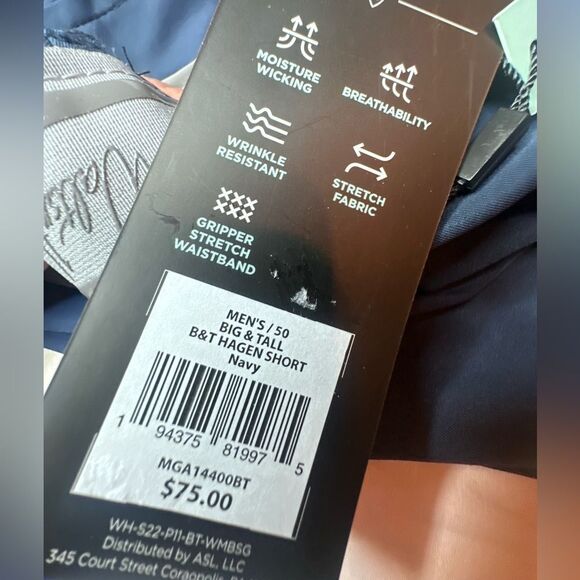 MOISTURE
WICKING
BREATHABILITY
WRINKLE
RESISTANT
STRETCH
FABRIC
GRIPPER
STRETCH
WAISTBAND
MEN'S / 50
BIG & TALL
B&T HAGEN SHORT
Navy
1 94375 81997 5
MGA14400BT
$75.00
WH-S22-P11-BT-WMBSG
Distributed by ASL, LLC
345 Court Street Coraopolis,